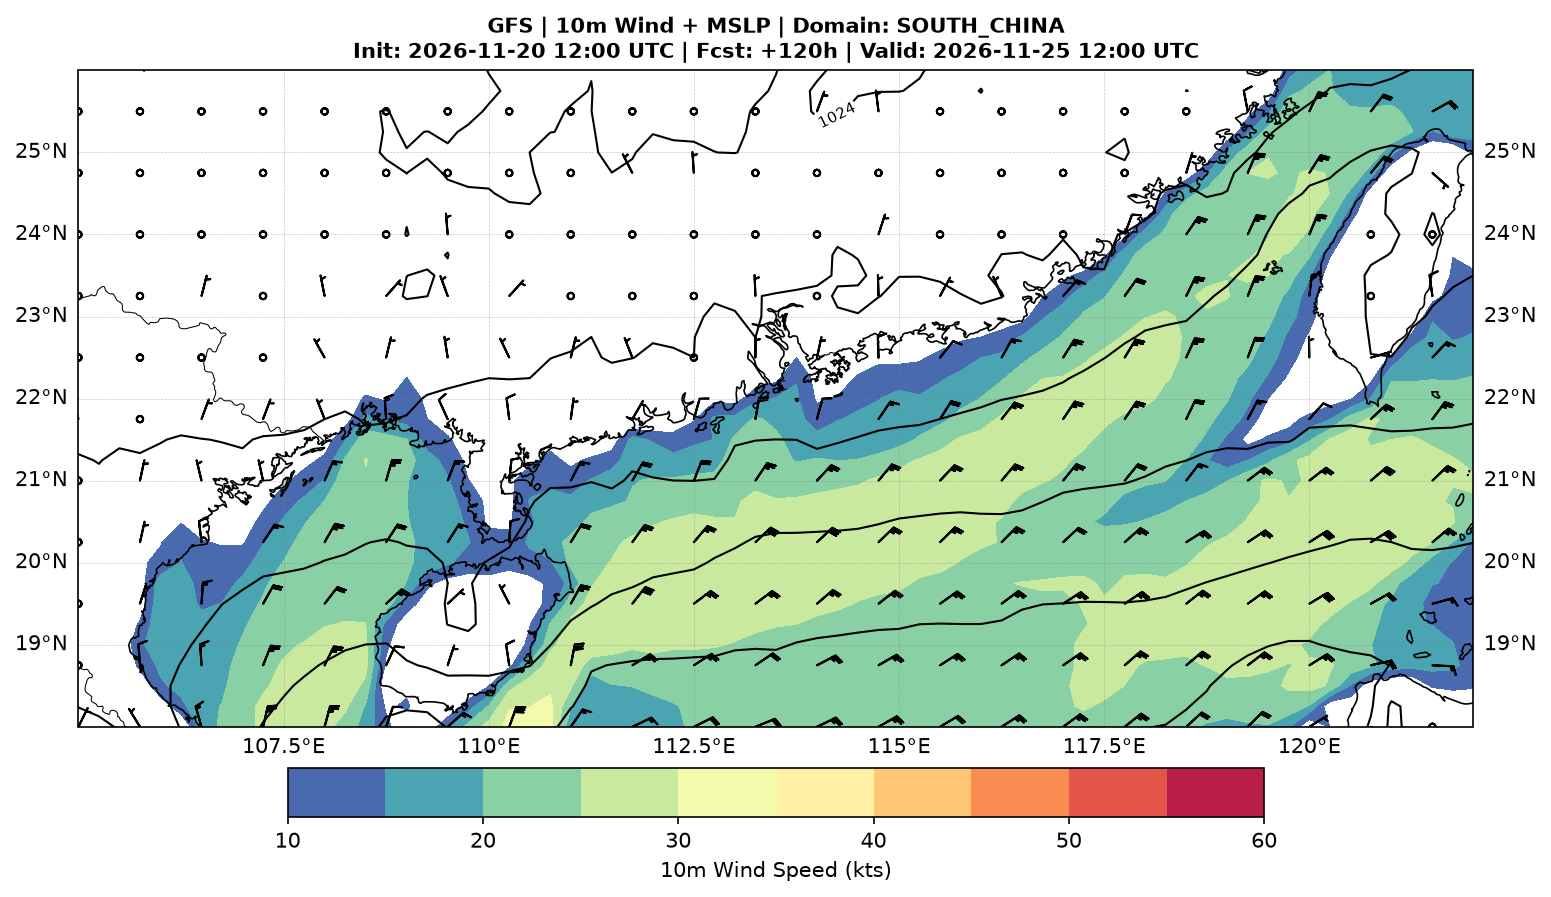 GFS | 10m Wind + MSLP | Domain: SOUTH_CHINA
Init: 2026-11-20 12:00 UTC | Fcst: +120h | Valid: 2026-11-25 12:00 UTC
1024
25°N 25°N
24°N 24°N
23°N 23°N
22°N 22°N
21°N 21°N
20°N 20°N
19°N 19°N
107.5°E 110°E 112.5°E 115°E 117.5°E 120°E
10 20 30 40 50 60
10m Wind Speed (kts)